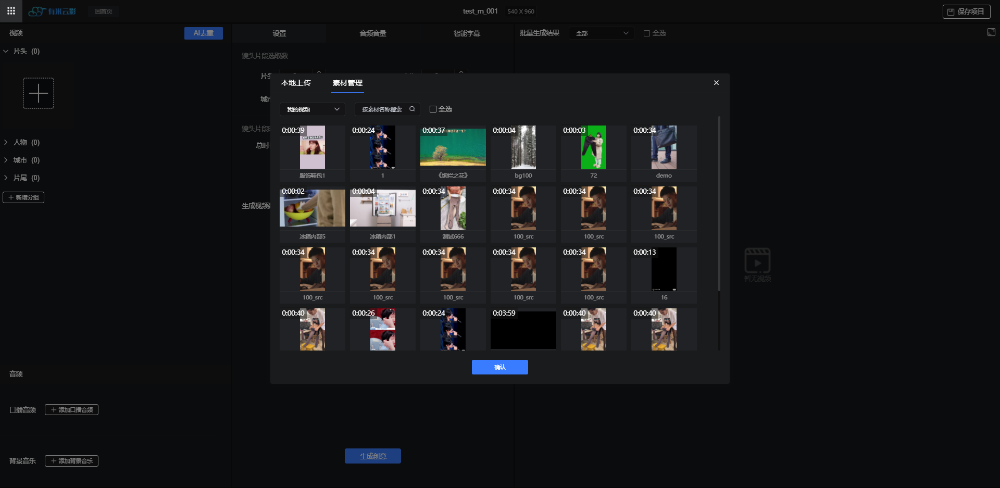 有米云影
回首页
test_m_001
540 X 960
保存项目
视频
AI去重
设置
音频音量
智能字幕
批量生成结果
全部
全选
片头 (0)
人物 (0)
城市 (0)
片尾 (0)
新增分组
镜头片段选取数
片头
城市
镜头片段
总时
生成视频
本地上传
素材管理
我的视频
按素材名称搜索
全选
0:00:39
0:00:24
0:00:37
0:00:04
0:00:03
0:00:34
服饰鞋包1
1
《绚烂之花》
bg100
72
demo
0:00:02
0:00:04
0:00:34
0:00:34
0:00:34
0:00:34
冰箱内部5
冰箱内部1
测试666
100_src
100_src
100_src
0:00:34
0:00:34
0:00:34
0:00:34
0:00:34
0:00:13
100_src
100_src
100_src
100_src
100_src
16
0:00:40
0:00:26
0:00:24
0:03:59
0:00:40
0:00:40
确认
暂无视频
音频
口播音频
添加口播音频
背景音乐
添加背景音乐
生成创意